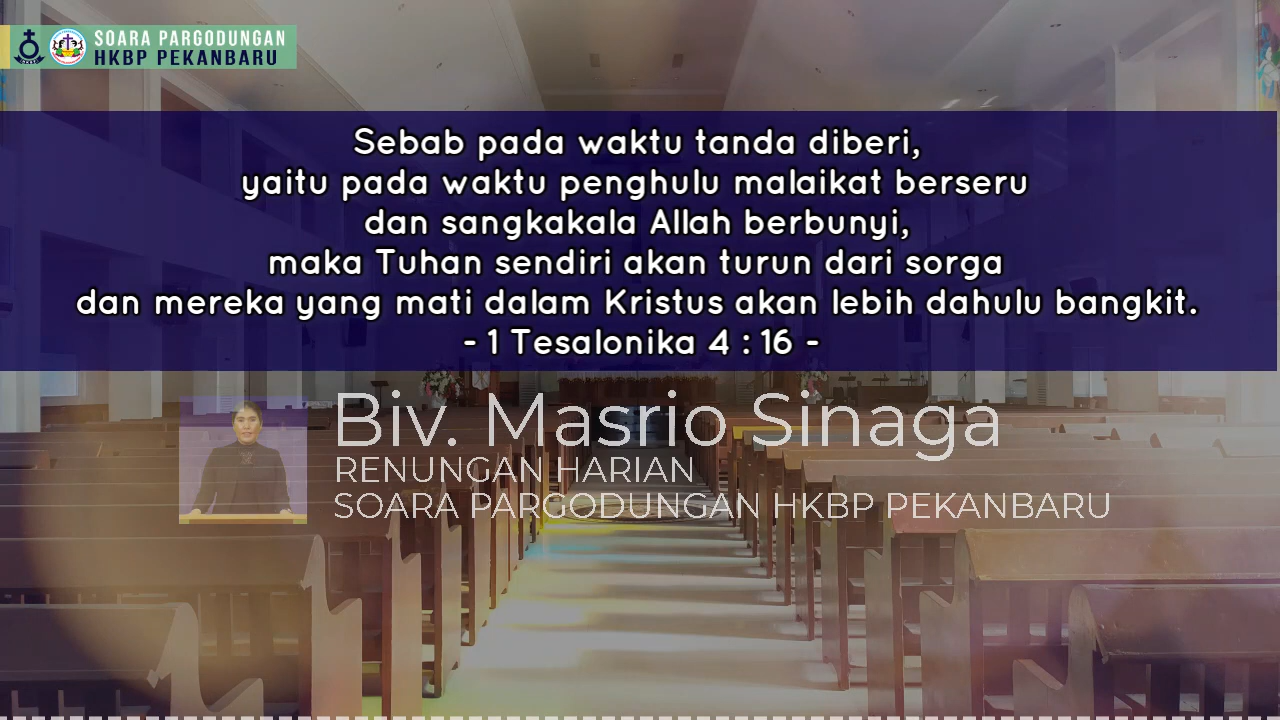 SOARA PARGODUNGAN
HKBP PEKANBARU
Sebab pada waktu tanda diberi,
yaitu pada waktu penghulu malaikat berseru
dan sangkakala Allah berbunyi,
maka Tuhan sendiri akan turun dari sorga
dan mereka yang mati dalam Kristus akan lebih dahulu bangkit.
- 1 Tesalonika 4 : 16 -
Biv. Masrio Sinaga
RENUNGAN HARIAN
SOARA PARGODUNGAN HKBP PEKANBARU